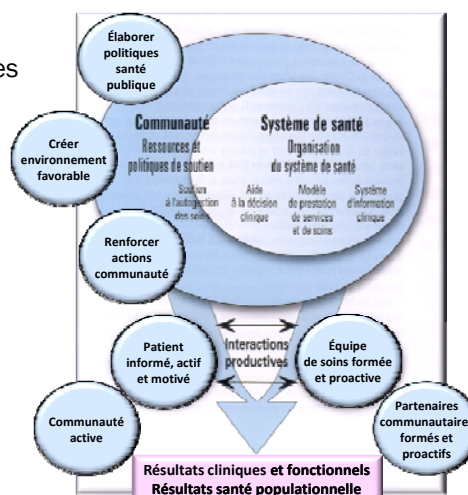 Élaborer
politiques
santé
publique
es
Communauté
Ressources et
politiques de soutien
Système de santé
Organisation
du système de santé
Créer
environnement
favorable
Soutien
à l'autogestion
des soins
Aide
à la décision
clinique
Modèle
de prestation
de services
et de soins
Système
d'information
clinique
Renforcer
actions
communauté
Patient
informé, actif
et motivé
Interactions
productives
Équipe
de soins formée
et proactive
Communauté
active
Partenaires
communautaire
formés et
proactifs
Résultats cliniques et fonctionnels
Résultats santé populationnelle